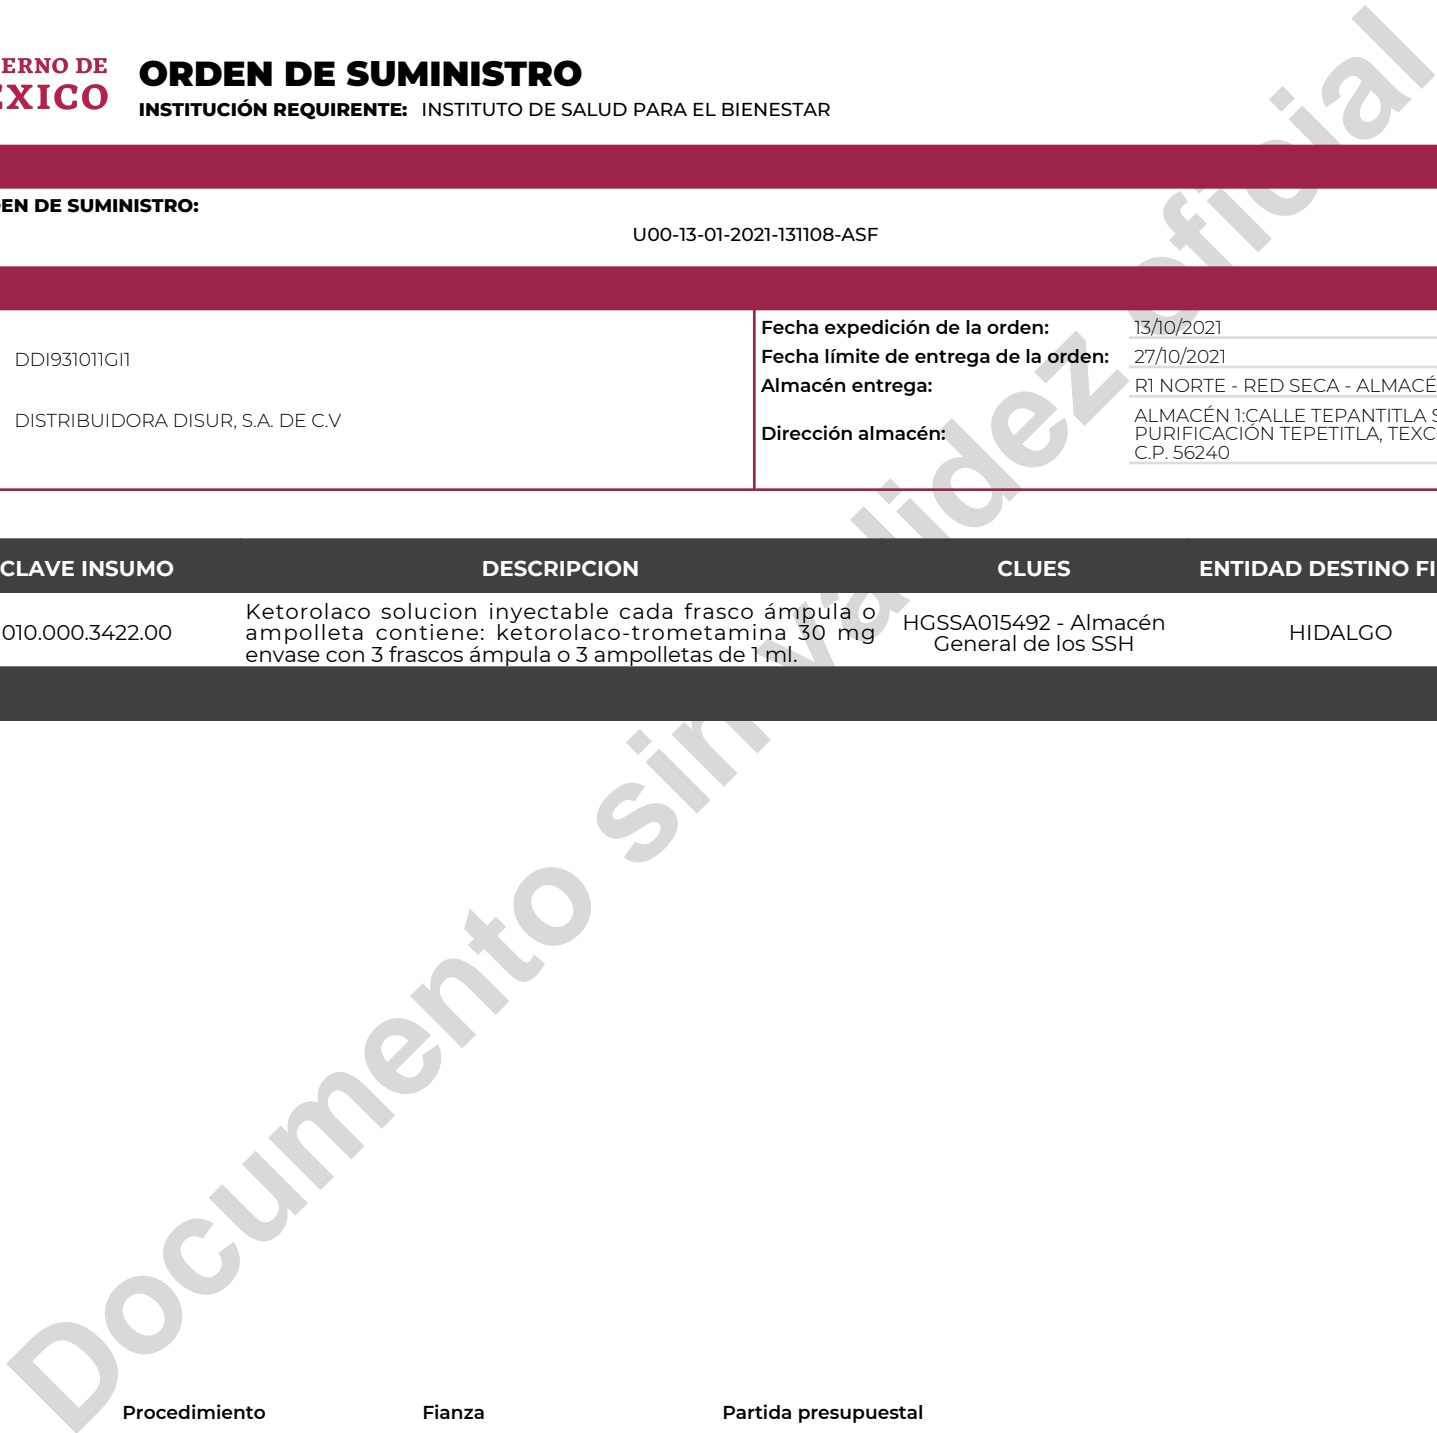 ERNO DE
EXICO
ORDEN DE SUMINISTRO
INSTITUCIÓN REQUIRENTE: INSTITUTO DE SALUD PARA EL BIENESTAR
EN DE SUMINISTRO:
U00-13-01-2021-131108-ASF
DDI931011GI1
DISTRIBUIDORA DISUR, S.A. DE C.V
Fecha expedición de la orden: 13/10/2021
Fecha límite de entrega de la orden: 27/10/2021
Almacén entrega: R1 NORTE - RED SECA - ALMACÉ
Dirección almacén: ALMACÉN 1:CALLE TEPANTITLA S
PURIFICACIÓN TEPETITLA, TEXC
C.P. 56240
CLAVE INSUMO DESCRIPCION CLUES ENTIDAD DESTINO FI
010.000.3422.00
Ketorolaco solucion inyectable cada frasco ámpula o
ampolleta contiene: ketorolaco-trometamina 30 mg
envase con 3 frascos ámpula o 3 ampolletas de 1 ml.
HGSSA015492 - Almacén
General de los SSH
HIDALGO
Documento sin validez oficial
Procedimiento Fianza Partida presupuestal